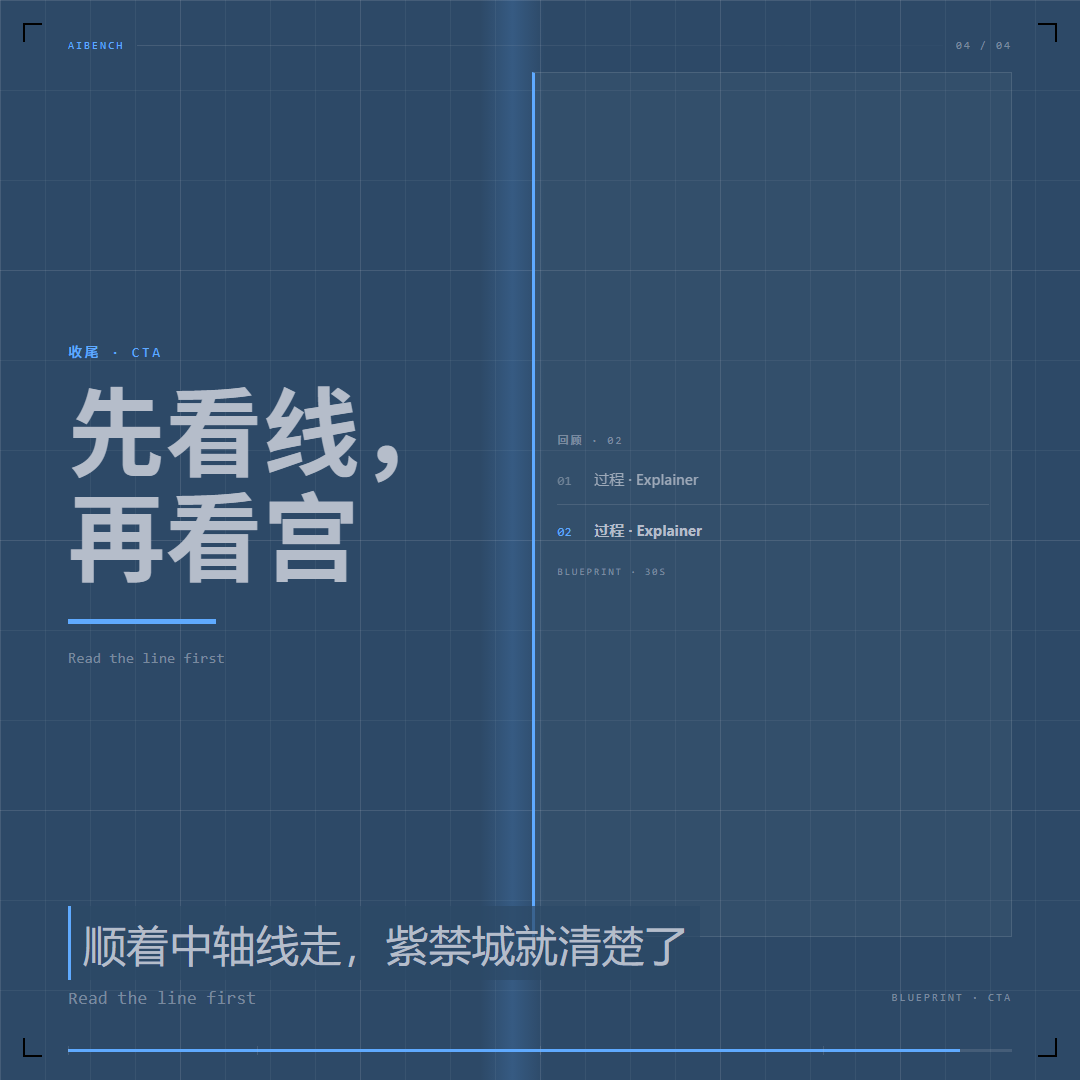 AIBENCH
04 / 04
收尾 · CTA
先看线，
再看宫
Read the line first
回顾 · 02
01 过程 · Explainer
02 过程 · Explainer
BLUEPRINT · 30S
顺着中轴线走，紫禁城就清楚了
Read the line first
BLUEPRINT · CTA